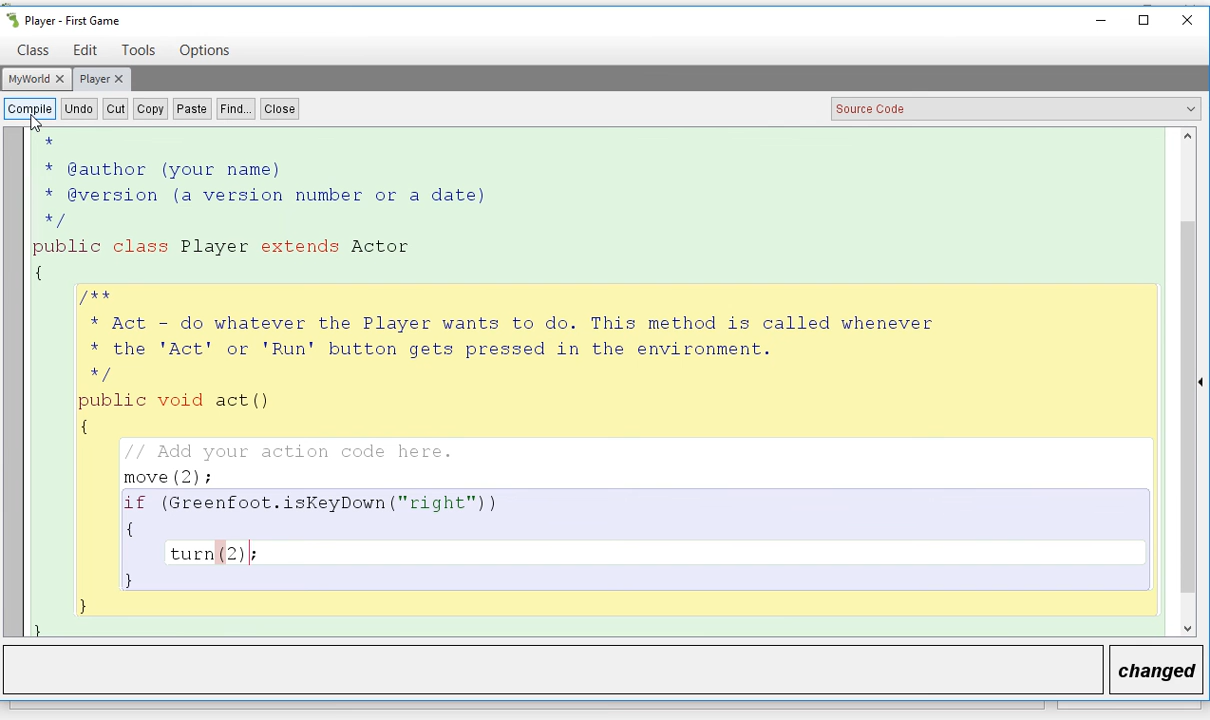 Player - First Game
Class Edit Tools Options
MyWorld Player
Compile Undo Cut Copy Paste Find... Close Source Code
*
* @author (your name)
* @version (a version number or a date)
*/
public class Player extends Actor
{
/**
* Act - do whatever the Player wants to do. This method is called whenever
* the 'Act' or 'Run' button gets pressed in the environment.
*/
public void act()
{
// Add your action code here.
move(2);
if (Greenfoot.isKeyDown("right"))
{
turn(2);
}
}
}
changed